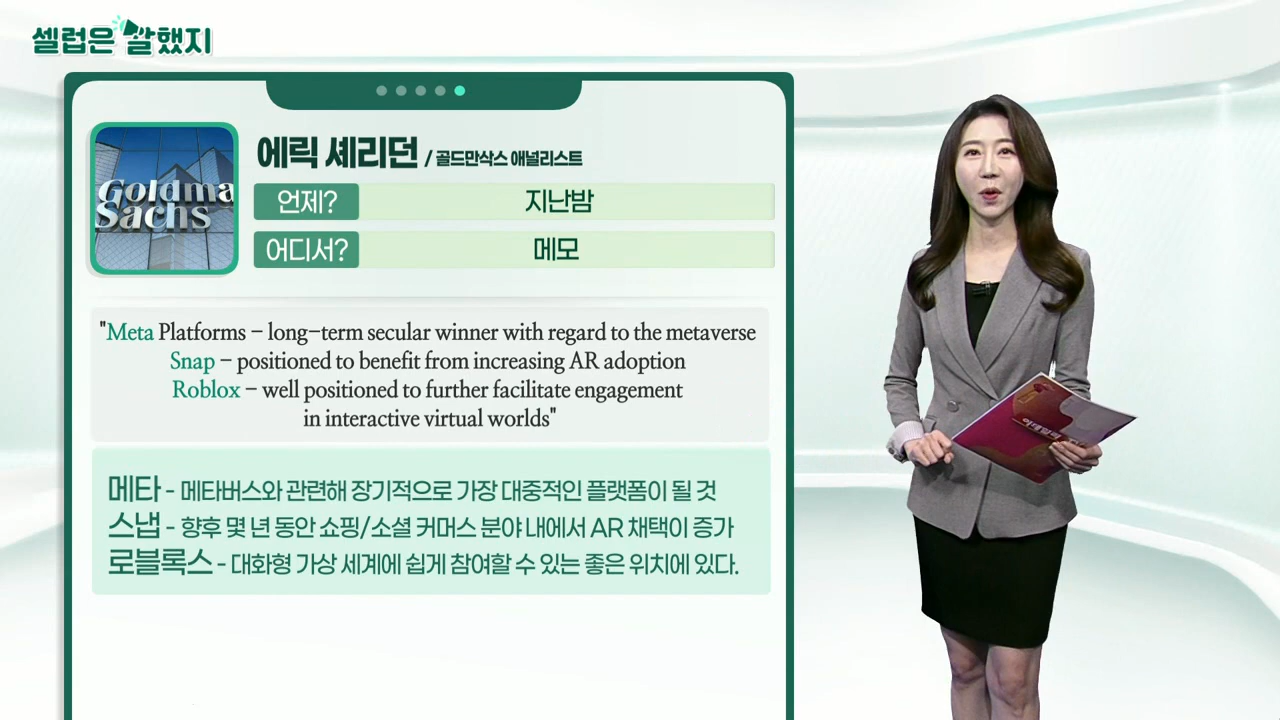 셀럽은 말했지
Goldma
Sachs
에릭 셰리던 / 골드만삭스 애널리스트
언제? 지난밤
어디서? 메모
"Meta Platforms – long-term secular winner with regard to the metaverse
Snap – positioned to benefit from increasing AR adoption
Roblox – well positioned to further facilitate engagement
in interactive virtual worlds"
메타 - 메타버스와 관련해 장기적으로 가장 대중적인 플랫폼이 될 것
스냅 - 향후 몇 년 동안 쇼핑/소셜 커머스 분야 내에서 AR 채택이 증가
로블록스 - 대화형 가상 세계에 쉽게 참여할 수 있는 좋은 위치에 있다.